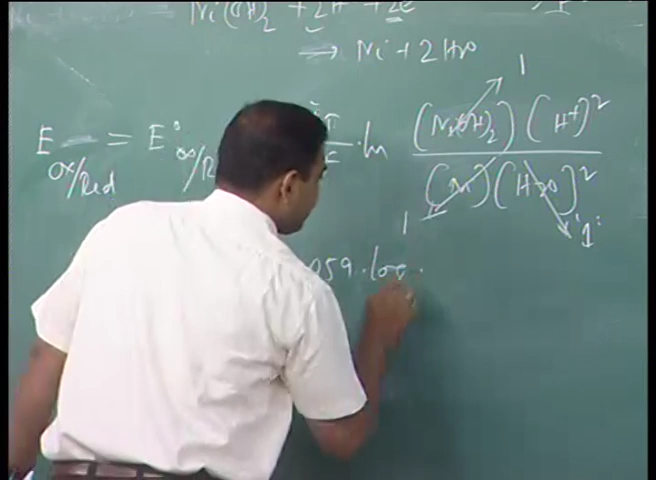 Ni(OH)₂ + 2H + 2e
→ Ni + 2H₂O
1
E ox/Red = E° ox/R · ln (Ni(OH)₂) (H⁺)² / (Ni) (H₂O)²
1 '1'
059 · log